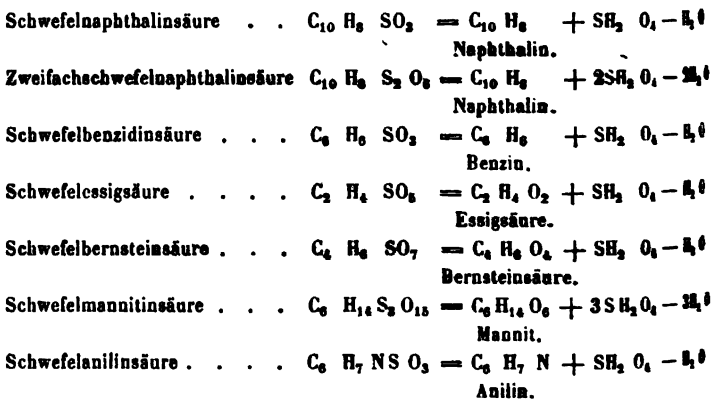 Schwefelnaphthalinsäure . . C₁₀ H₈ SO₃ = C₁₀ H₈ + SH₂ O₄ – H₂O
Naphthalin.
Zweifachschwefelnaphthalinsäure C₁₀ H₈ S₂ O₆ = C₁₀ H₈ + 2SH₂ O₄ – 2H₂O
Naphthalin.
Schwefelbenzidinsäure . . . C₆ H₆ SO₃ = C₆ H₆ + SH₂ O₄ – H₂O
Benzin.
Schwefelessigsäure . . . . C₂ H₄ SO₅ = C₂ H₄ O₂ + SH₂ O₄ – H₂O
Essigsäure.
Schwefelbernsteinsäure . . . C₄ H₆ SO₇ = C₄ H₆ O₄ + SH₂ O₄ – H₂O
Bernsteinsäure.
Schwefelmannitinsäure . . . C₆ H₁₄ S₃ O₁₅ = C₆ H₁₄ O₆ + 3SH₂O₄ – 3H₂O
Mannit.
Schwefelanilinsäure . . . . C₆ H₇ NS O₃ = C₆ H₇ N + SH₂ O₄ – H₂O
Anilin.